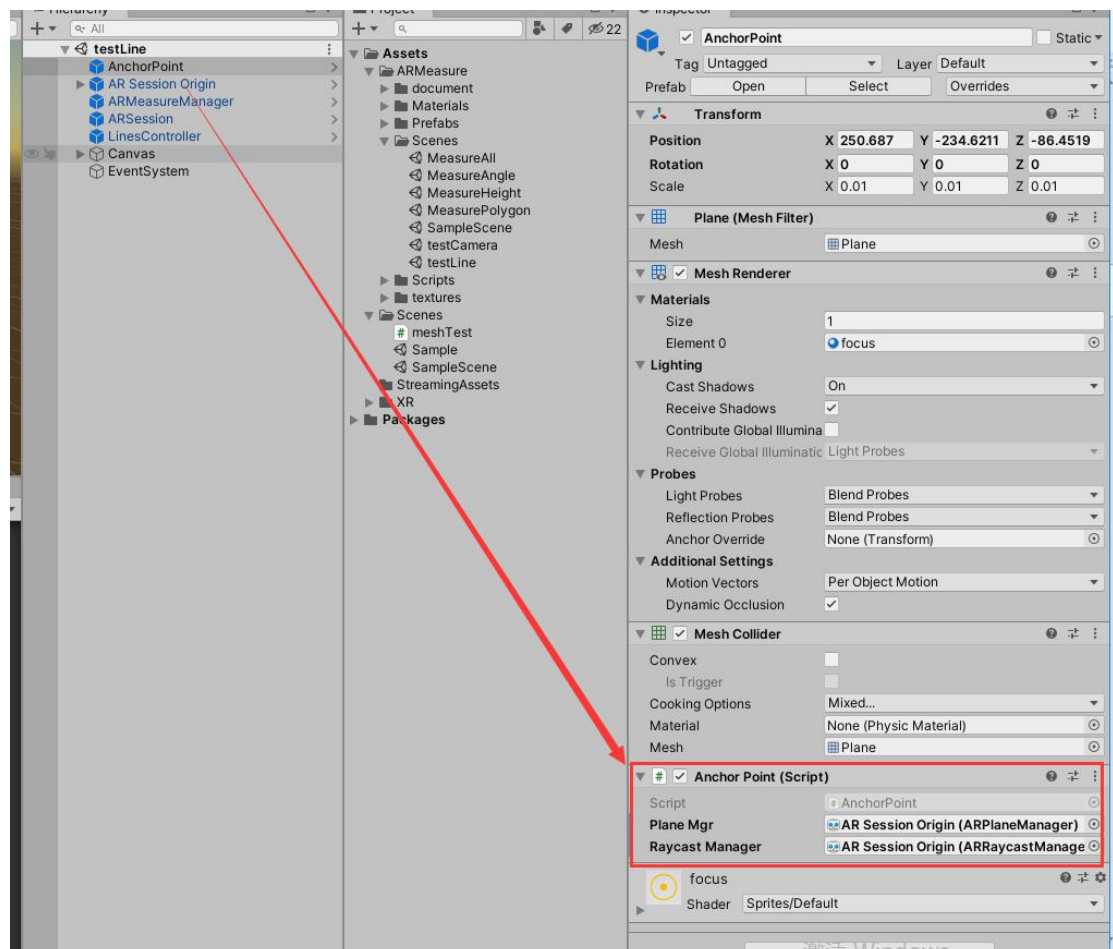 Hierarchy
All
testLine
AnchorPoint
AR Session Origin
ARMeasureManager
ARSession
LinesController
Canvas
EventSystem
Project
22
Assets
ARMeasure
document
Materials
Prefabs
Scenes
MeasureAll
MeasureAngle
MeasureHeight
MeasurePolygon
SampleScene
testCamera
testLine
Scripts
textures
Scenes
meshTest
Sample
SampleScene
StreamingAssets
XR
Packages
Inspector
AnchorPoint Static
Tag Untagged Layer Default
Prefab Open Select Overrides
Transform
Position X 250.687 Y -234.6211 Z -86.4519
Rotation X 0 Y 0 Z 0
Scale X 0.01 Y 0.01 Z 0.01
Plane (Mesh Filter)
Mesh Plane
Mesh Renderer
Materials
Size 1
Element 0 focus
Lighting
Cast Shadows On
Receive Shadows
Contribute Global Illumina
Receive Global Illuminatic Light Probes
Probes
Light Probes Blend Probes
Reflection Probes Blend Probes
Anchor Override None (Transform)
Additional Settings
Motion Vectors Per Object Motion
Dynamic Occlusion
Mesh Collider
Convex
Is Trigger
Cooking Options Mixed...
Material None (Physic Material)
Mesh Plane
# Anchor Point (Script)
Script AnchorPoint
Plane Mgr AR Session Origin (ARPlaneManager)
Raycast Manager AR Session Origin (ARRaycastManage
focus
Shader Sprites/Default
激活 Windows